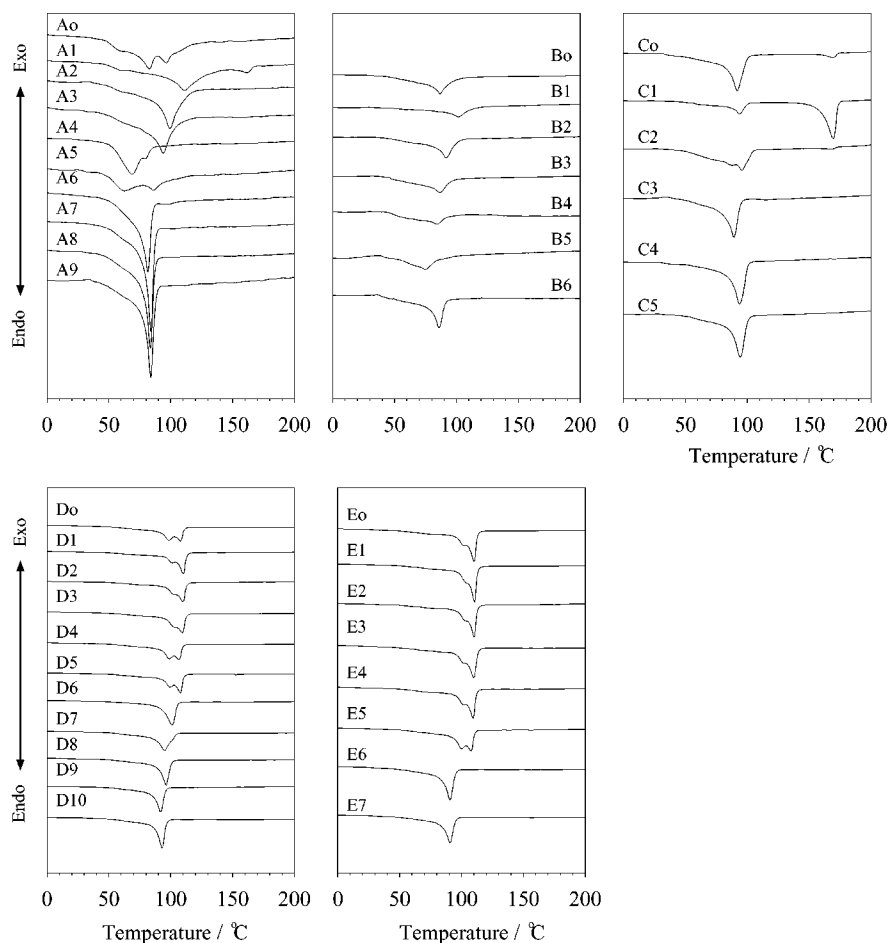 Exo
Endo
Ao
A1
A2
A3
A4
A5
A6
A7
A8
A9
0 50 100 150 200
Bo
B1
B2
B3
B4
B5
B6
0 50 100 150 200
Co
C1
C2
C3
C4
C5
0 50 100 150 200
Temperature / °C
Exo
Endo
Do
D1
D2
D3
D4
D5
D6
D7
D8
D9
D10
0 50 100 150 200
Temperature / °C
Eo
E1
E2
E3
E4
E5
E6
E7
0 50 100 150 200
Temperature / °C